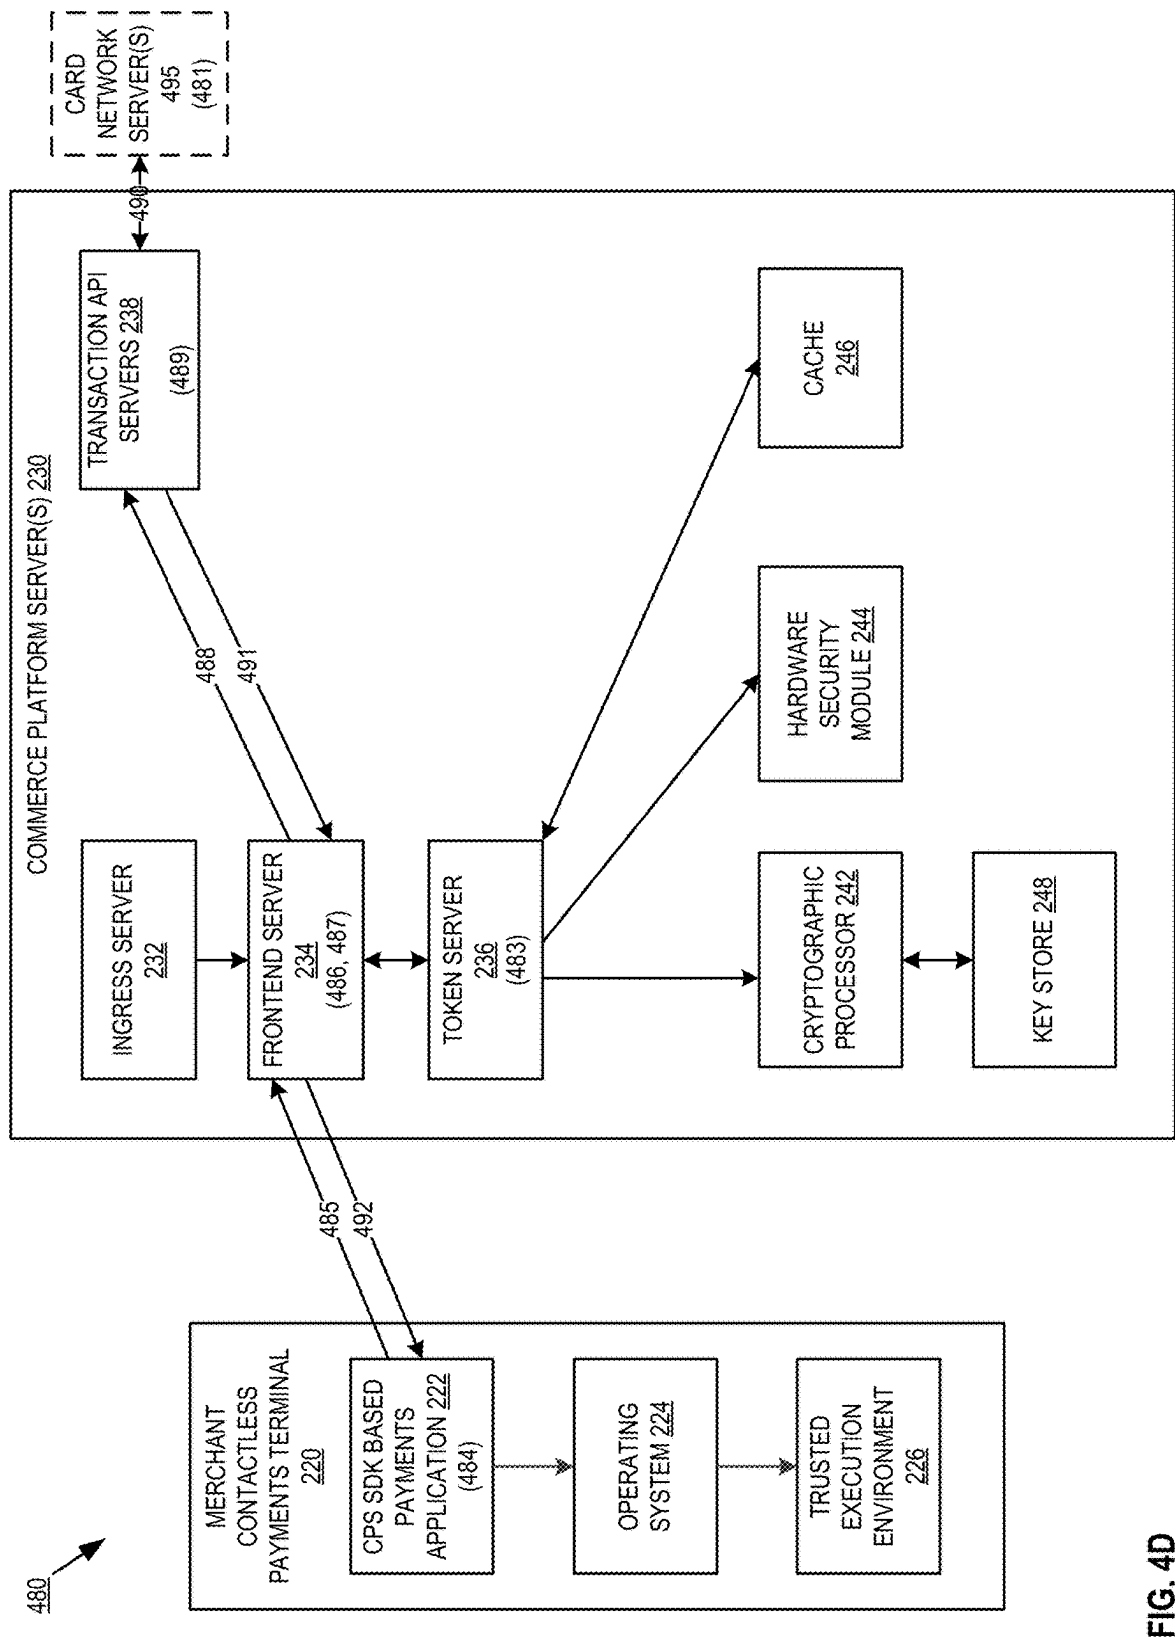 480
MERCHANT
CONTACTLESS
PAYMENTS TERMINAL
220
CPS SDK BASED
PAYMENTS
APPLICATION 222
(484)
OPERATING
SYSTEM 224
TRUSTED
EXECUTION
ENVIRONMENT
226
485
492
COMMERCE PLATFORM SERVER(S) 230
INGRESS SERVER
232
FRONTEND SERVER
234
(486, 487)
TOKEN SERVER
236
(483)
CRYPTOGRAPHIC
PROCESSOR 242
KEY STORE 248
488
491
HARDWARE
SECURITY
MODULE 244
TRANSACTION API
SERVERS 238
(489)
CACHE
246
490
CARD
NETWORK
SERVER(S)
495
(481)
FIG. 4D